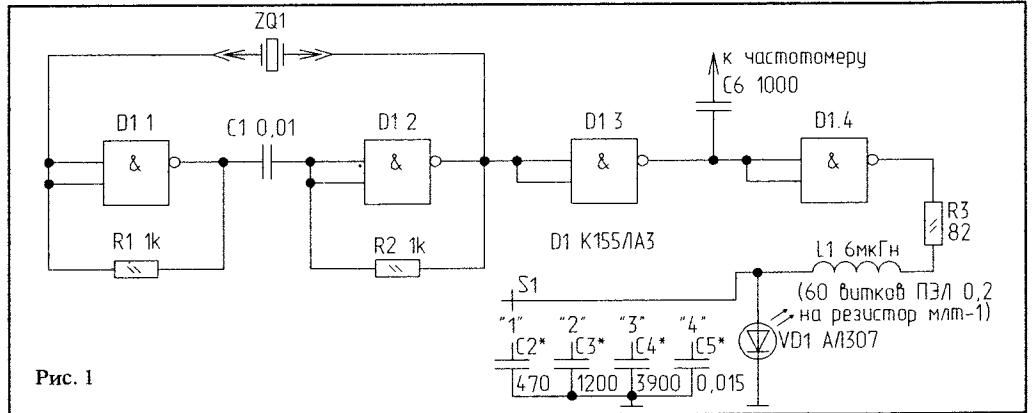 ZQ1
к частотомеру
C6 1000
D1 1
C1 0,01
D1 2
D1 3
D1.4
&
&
&
&
R1 1k
R2 1k
D1 К155ЛА3
R3
82
L1 6мкГн
(60 витков ПЭЛ 0,2
на резистор млт-1)
S1
"1" "2" "3" "4"
C2* C3* C4* C5*
470 1200 3900 0,015
VD1 АЛ307
Рис. 1